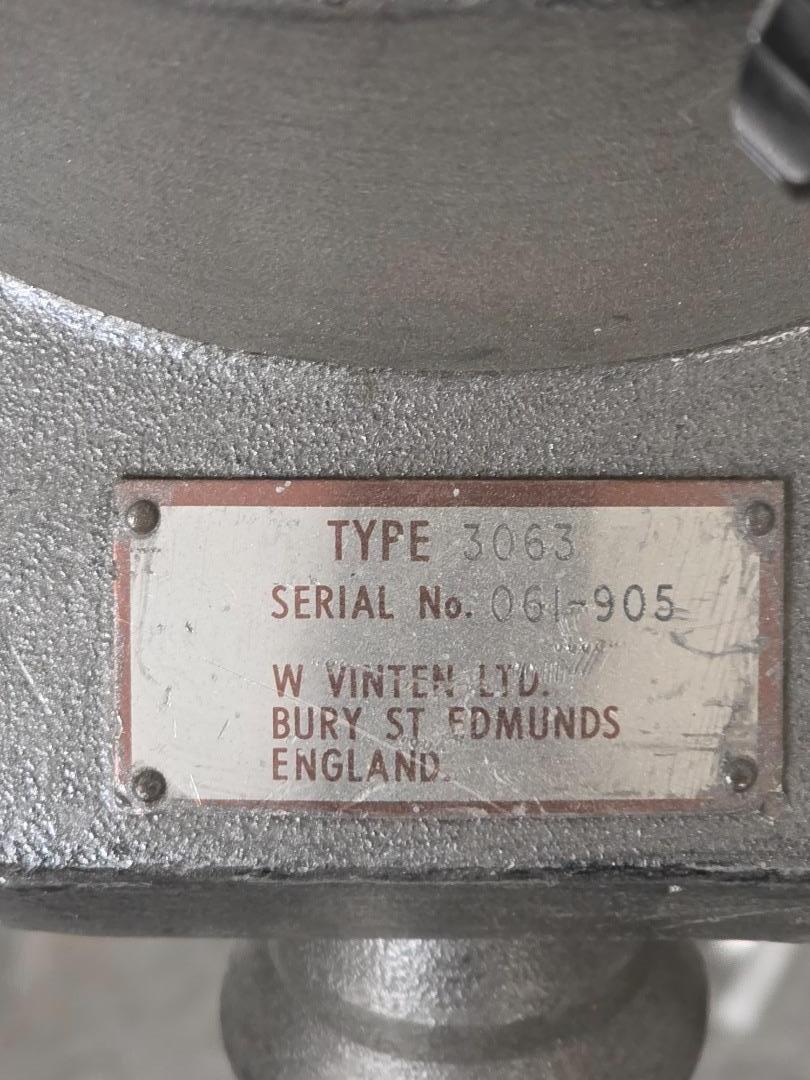 TYPE 3063
SERIAL No. 061-905
W VINTEN LTD.
BURY ST EDMUNDS
ENGLAND.